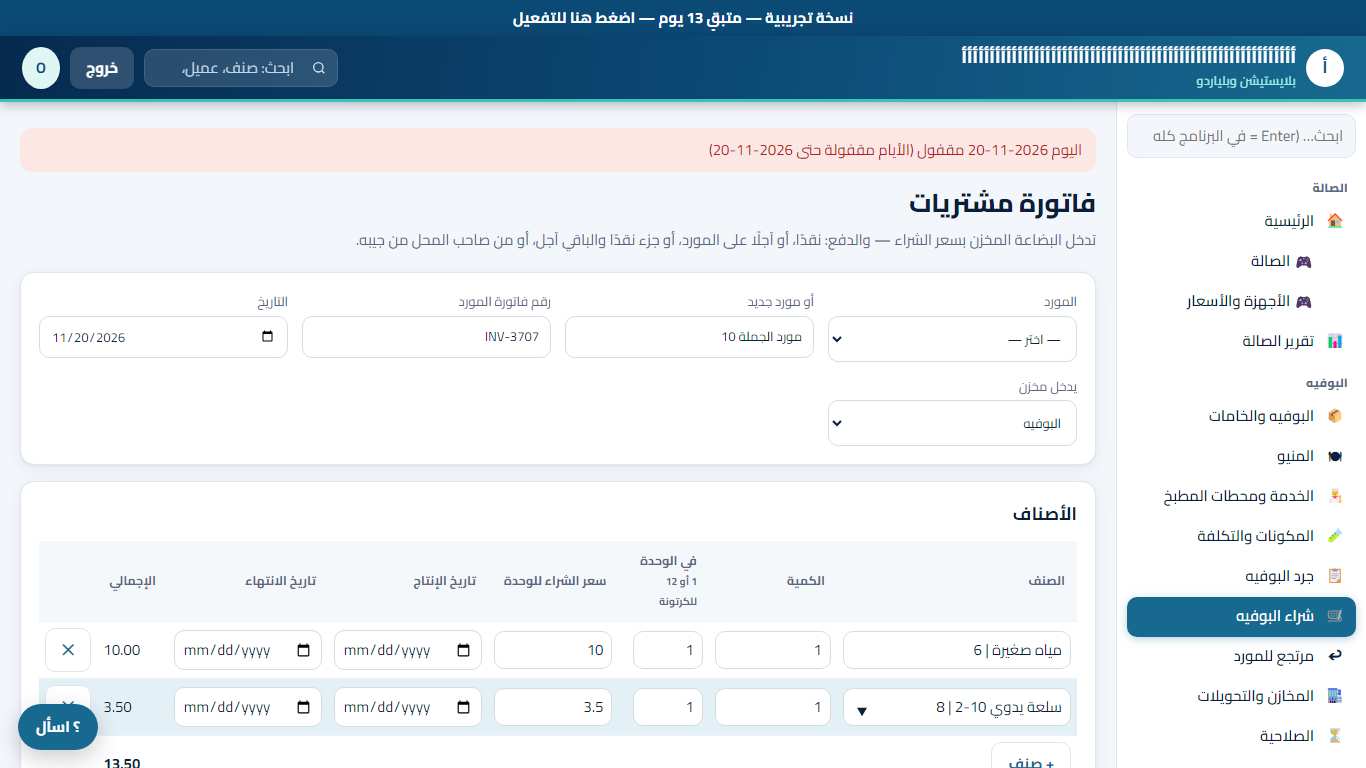 نسخة تجريبية — متبقٍ 13 يوم — اضغط هنا للتفعيل
أ
بلايستيشن وبلياردو
ابحث: صنف، عميل،
خروج
O
ابحث... (Enter = في البرنامج كله
الصالة
الرئيسية
الصالة
الأجهزة والأسعار
تقرير الصالة
البوفيه
البوفيه والخامات
المنيو
الخدمة ومحطات المطبخ
المكونات والتكلفة
جرد البوفيه
شراء البوفيه
مرتجع للمورد
المخازن والتحويلات
الصلاحية
اليوم 2026-11-20 مقفول (الأيام مقفولة حتى 2026-11-20)
فاتورة مشتريات
تدخل البضاعة المخزن بسعر الشراء — والدفع: نقدًا، أو آجلًا على المورد، أو جزء نقدًا والباقي آجل، أو من صاحب المحل من جيبه.
المورد
— اختر —
أو مورد جديد
مورد الجملة 10
رقم فاتورة المورد
INV-3707
التاريخ
11/20/2026
يدخل مخزن
البوفيه
الأصناف
الصنف
الكمية
في الوحدة
1 أو 12
للكرتونة
سعر الشراء للوحدة
تاريخ الإنتاج
تاريخ الانتهاء
الإجمالي
مياه صغيرة | 6
1
1
10
mm/dd/yyyy
mm/dd/yyyy
10.00
سلعة يدوي 10-2 | 8
1
1
3.5
mm/dd/yyyy
mm/dd/yyyy
3.50
+ صنف
13.50
؟ اسأل